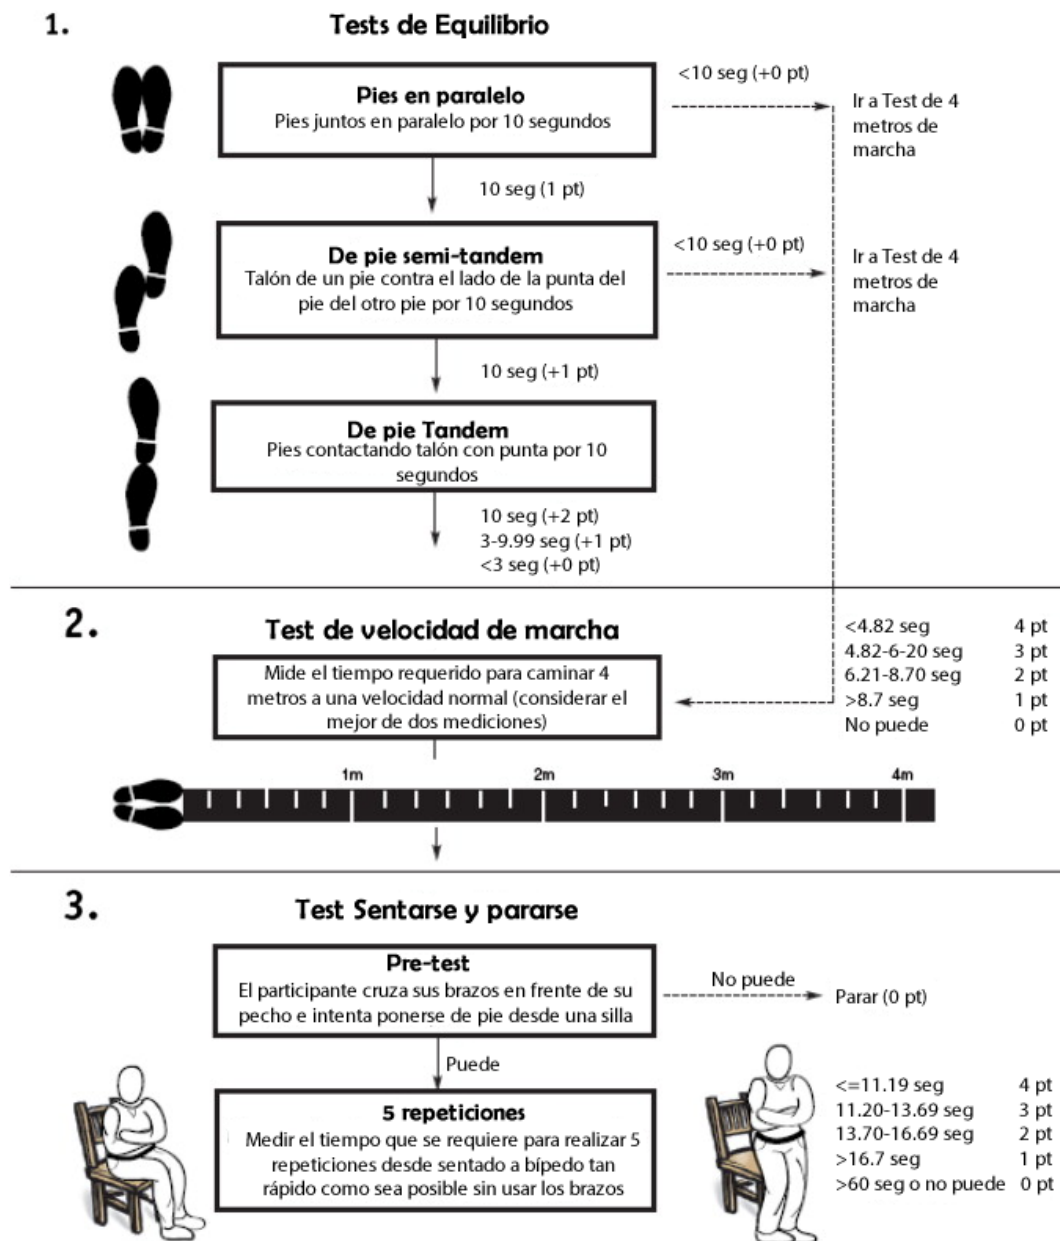 1.
Tests de Equilibrio
Pies en paralelo
Pies juntos en paralelo por 10 segundos
<10 seg (+0 pt)
Ir a Test de 4
metros de
marcha
10 seg (1 pt)
De pie semi-tandem
Talón de un pie contra el lado de la punta del
pie del otro pie por 10 segundos
<10 seg (+0 pt)
Ir a Test de 4
metros de
marcha
10 seg (+1 pt)
De pie Tandem
Pies contactando talón con punta por 10
segundos
10 seg (+2 pt)
3-9.99 seg (+1 pt)
<3 seg (+0 pt)
2.
Test de velocidad de marcha
Mide el tiempo requerido para caminar 4
metros a una velocidad normal (considerar el
mejor de dos mediciones)
<4.82 seg 4 pt
4.82-6-20 seg 3 pt
6.21-8.70 seg 2 pt
>8.7 seg 1 pt
No puede 0 pt
1m 2m 3m 4m
3.
Test Sentarse y pararse
Pre-test
El participante cruza sus brazos en frente de su
pecho e intenta ponerse de pie desde una silla
No puede
Parar (0 pt)
Puede
5 repeticiones
Medir el tiempo que se requiere para realizar 5
repeticiones desde sentado a bípedo tan
rápido como sea posible sin usar los brazos
<=11.19 seg 4 pt
11.20-13.69 seg 3 pt
13.70-16.69 seg 2 pt
>16.7 seg 1 pt
>60 seg o no puede 0 pt